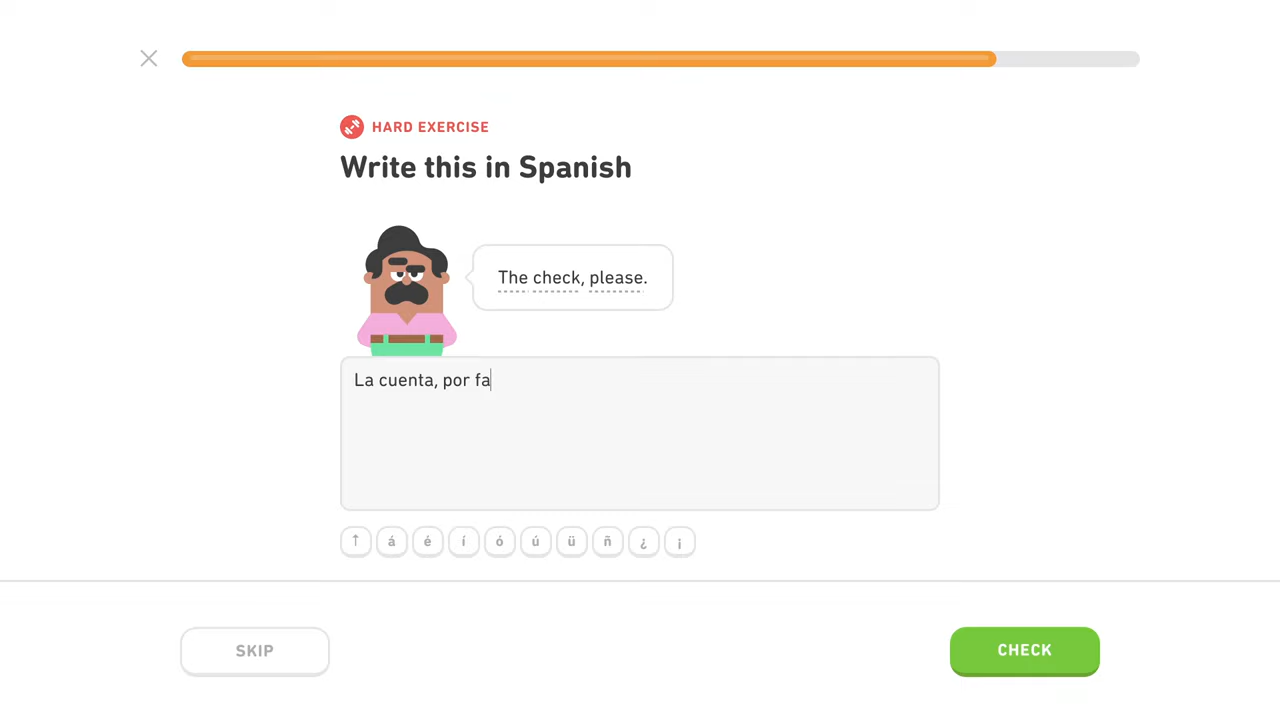 HARD EXERCISE
Write this in Spanish
The check, please.
La cuenta, por fa
↑ á é í ó ú ü ñ ¿ ¡
SKIP
CHECK